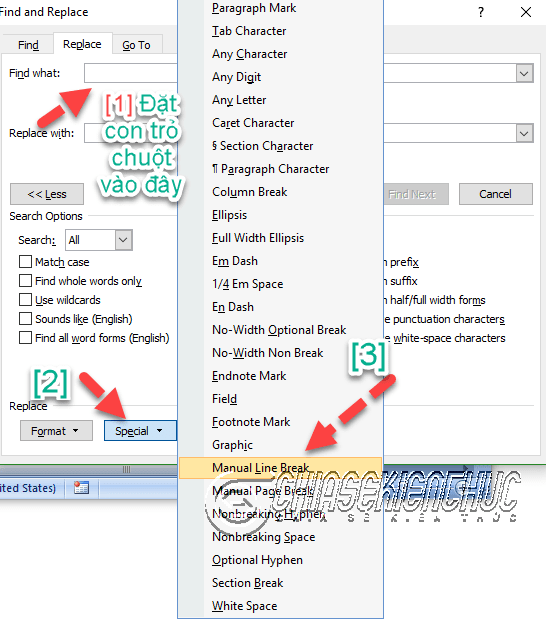 Find and Replace
?
Find
Replace
Go To
Find what:
Replace with:
[1] Đặt
con trỏ
chuột
vào đây
<< Less
Find Next
Cancel
Search Options
Search:
All
Match case
Find whole words only
Use wildcards
Sounds like (English)
Find all word forms (English)
prefix
suffix
half/full width forms
punctuation characters
white-space characters
[2]
[3]
Replace
Format
Special
Paragraph Mark
Tab Character
Any Character
Any Digit
Any Letter
Caret Character
§ Section Character
¶ Paragraph Character
Column Break
Ellipsis
Full Width Ellipsis
Em Dash
1/4 Em Space
En Dash
No-Width Optional Break
No-Width Non Break
Endnote Mark
Field
Footnote Mark
Graphic
Manual Line Break
Manual Page Break
Nonbreaking Hyphen
Nonbreaking Space
Optional Hyphen
Section Break
White Space
nited States)
CHIASEKIENTHUC
CHIA SẺ KIẾN THỨC